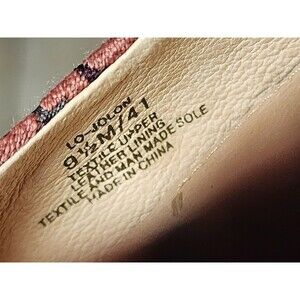 LO-JOLON
9 ½ M/41
TEXTILE UPPER
LEATHER LINING
TEXTILE AND MAN MADE SOLE
MADE IN CHINA